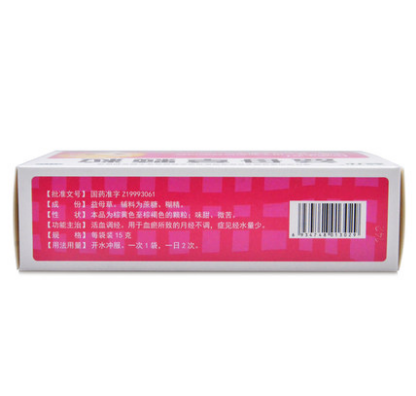 【批准文号】国药准字 Z19993061
【成　　份】益母草。辅料为蔗糖、糊精。
【性　　状】本品为棕黄色至棕褐色的颗粒；味甜、微苦。
【功能主治】活血调经。用于血瘀所致的月经不调，症见经水量少。
【规　　格】每袋装 15 克
【用法用量】开水冲服。一次 1 袋，一日 2 次。